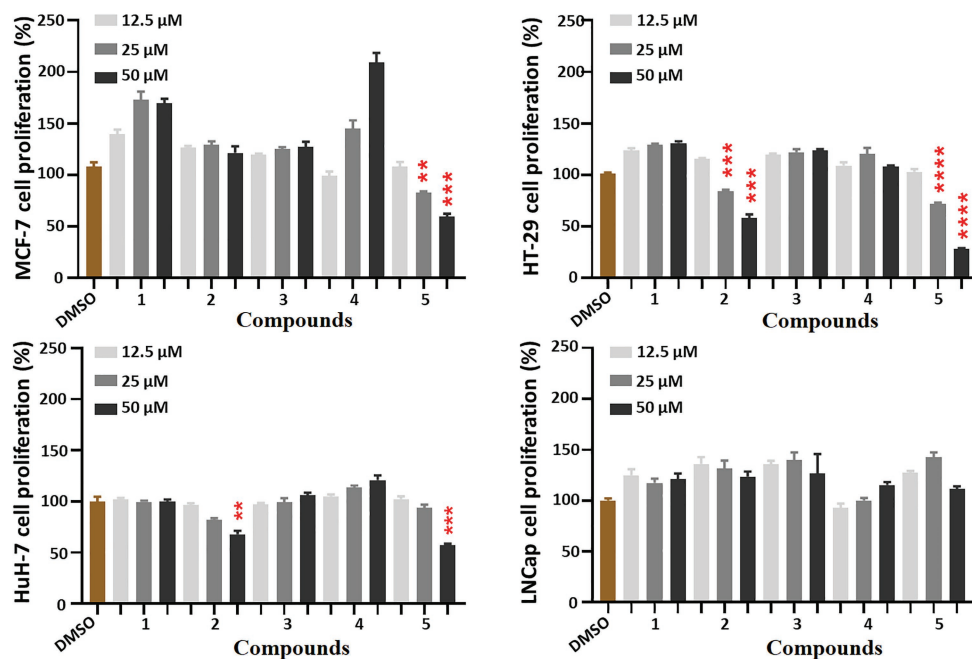 MCF-7 cell proliferation (%)
250
200
150
100
50
0
12.5 µM
25 µM
50 µM
**
***
DMSO 1 2 3 4 5
Compounds
HT-29 cell proliferation (%)
250
200
150
100
50
0
12.5 µM
25 µM
50 µM
***
***
****
****
DMSO 1 2 3 4 5
Compounds
HuH-7 cell proliferation (%)
250
200
150
100
50
0
12.5 µM
25 µM
50 µM
**
***
DMSO 1 2 3 4 5
Compounds
LNCap cell proliferation (%)
250
200
150
100
50
0
12.5 µM
25 µM
50 µM
DMSO 1 2 3 4 5
Compounds